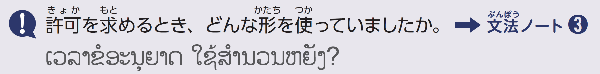 ! 許可を求めるとき、どんな形を使っていましたか。 ➡ 文法ノート❸
ເວລາຂໍອະນຸຍາດ ໃຊ້ສຳນວນຫຍັງ?